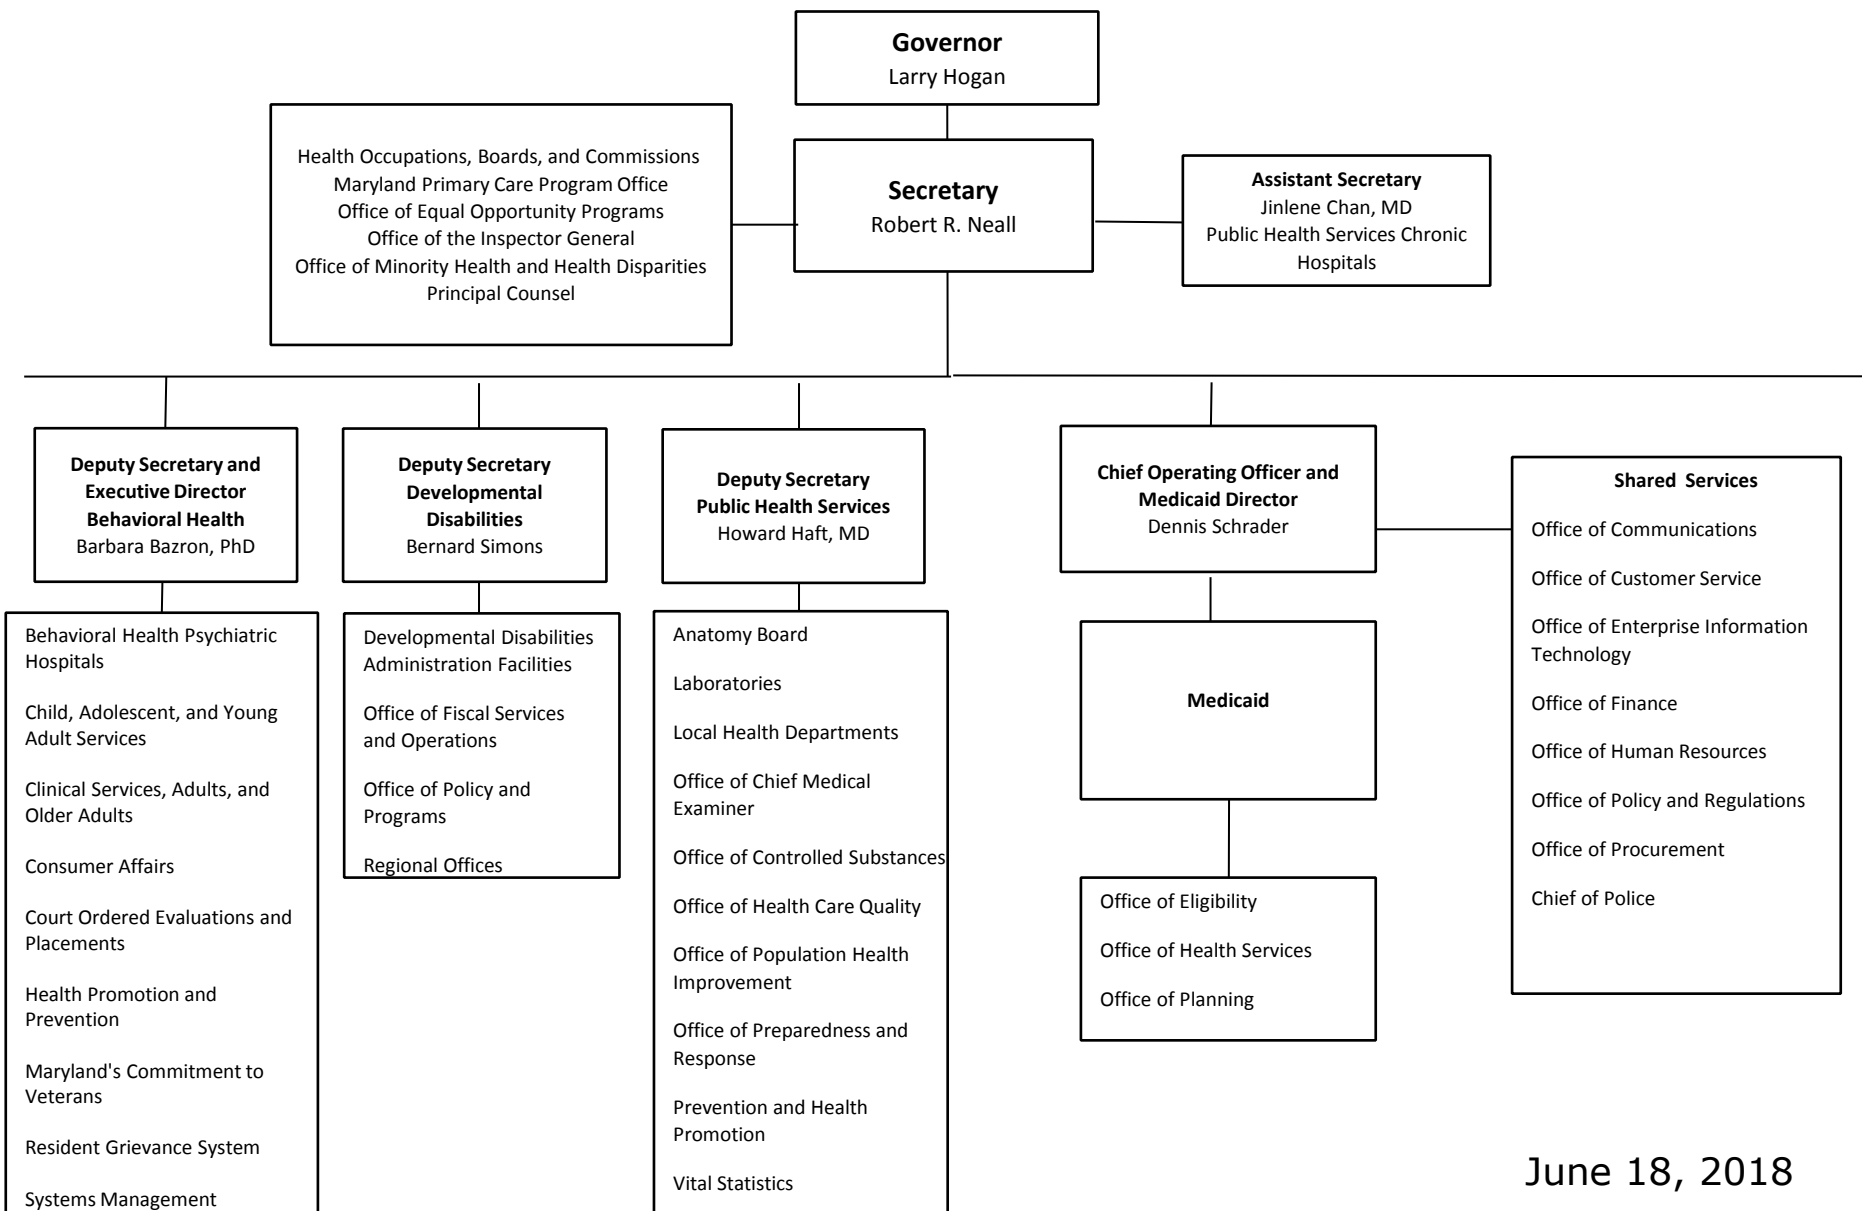 Governor
Larry Hogan
Health Occupations, Boards, and Commissions
Maryland Primary Care Program Office
Office of Equal Opportunity Programs
Office of the Inspector General
Office of Minority Health and Health Disparities
Principal Counsel
Secretary
Robert R. Neall
Assistant Secretary
Jinlene Chan, MD
Public Health Services Chronic
Hospitals
Deputy Secretary and
Executive Director
Behavioral Health
Barbara Bazron, PhD
Deputy Secretary
Developmental
Disabilities
Bernard Simons
Deputy Secretary
Public Health Services
Howard Haft, MD
Chief Operating Officer and
Medicaid Director
Dennis Schrader
Shared Services
Office of Communications
Office of Customer Service
Office of Enterprise Information
Technology
Office of Finance
Office of Human Resources
Office of Policy and Regulations
Office of Procurement
Chief of Police
Behavioral Health Psychiatric
Hospitals
Child, Adolescent, and Young
Adult Services
Clinical Services, Adults, and
Older Adults
Consumer Affairs
Court Ordered Evaluations and
Placements
Health Promotion and
Prevention
Maryland's Commitment to
Veterans
Resident Grievance System
Systems Management
Developmental Disabilities
Administration Facilities
Office of Fiscal Services
and Operations
Office of Policy and
Programs
Regional Offices
Anatomy Board
Laboratories
Local Health Departments
Office of Chief Medical
Examiner
Office of Controlled Substances
Office of Health Care Quality
Office of Population Health
Improvement
Office of Preparedness and
Response
Prevention and Health
Promotion
Vital Statistics
Medicaid
Office of Eligibility
Office of Health Services
Office of Planning
June 18, 2018